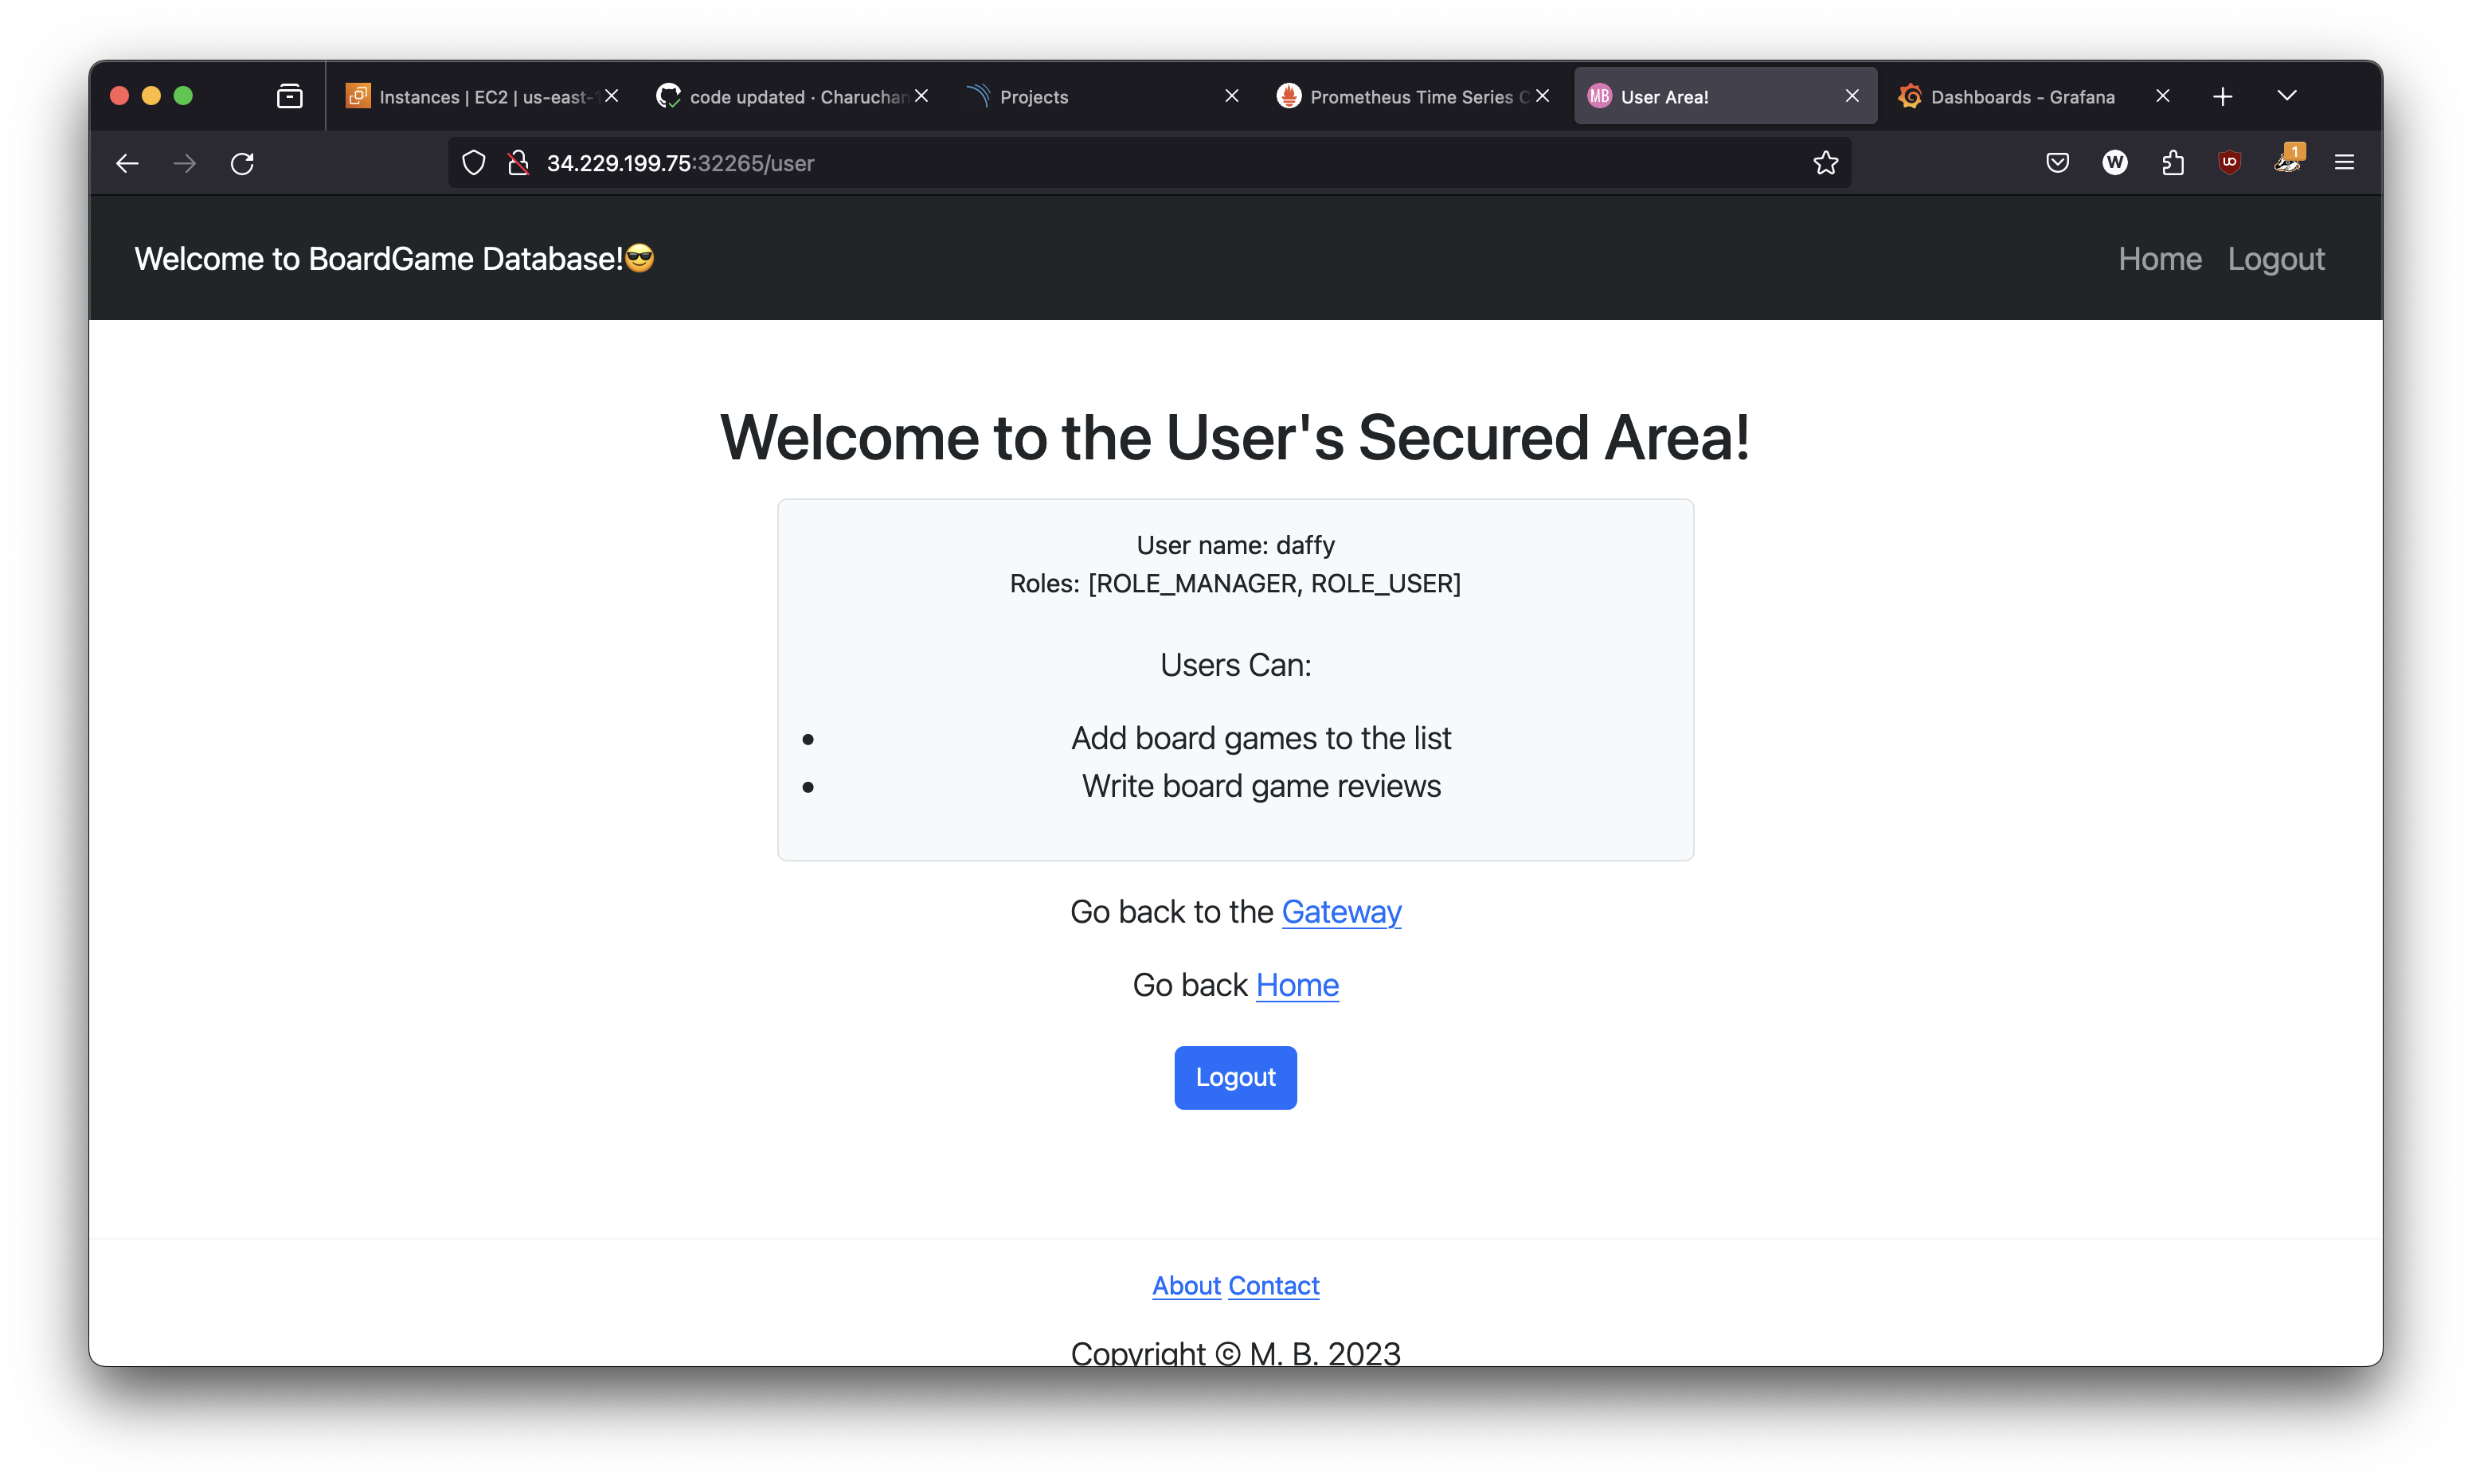 Instances | EC2 | us-east-1
code updated · Charuchan
Projects
Prometheus Time Series C
User Area!
Dashboards - Grafana
34.229.199.75:32265/user
1
Welcome to BoardGame Database!😎
Home Logout
Welcome to the User's Secured Area!
User name: daffy
Roles: [ROLE_MANAGER, ROLE_USER]
Users Can:
• Add board games to the list
• Write board game reviews
Go back to the Gateway
Go back Home
Logout
About Contact
Copyright © M. B. 2023